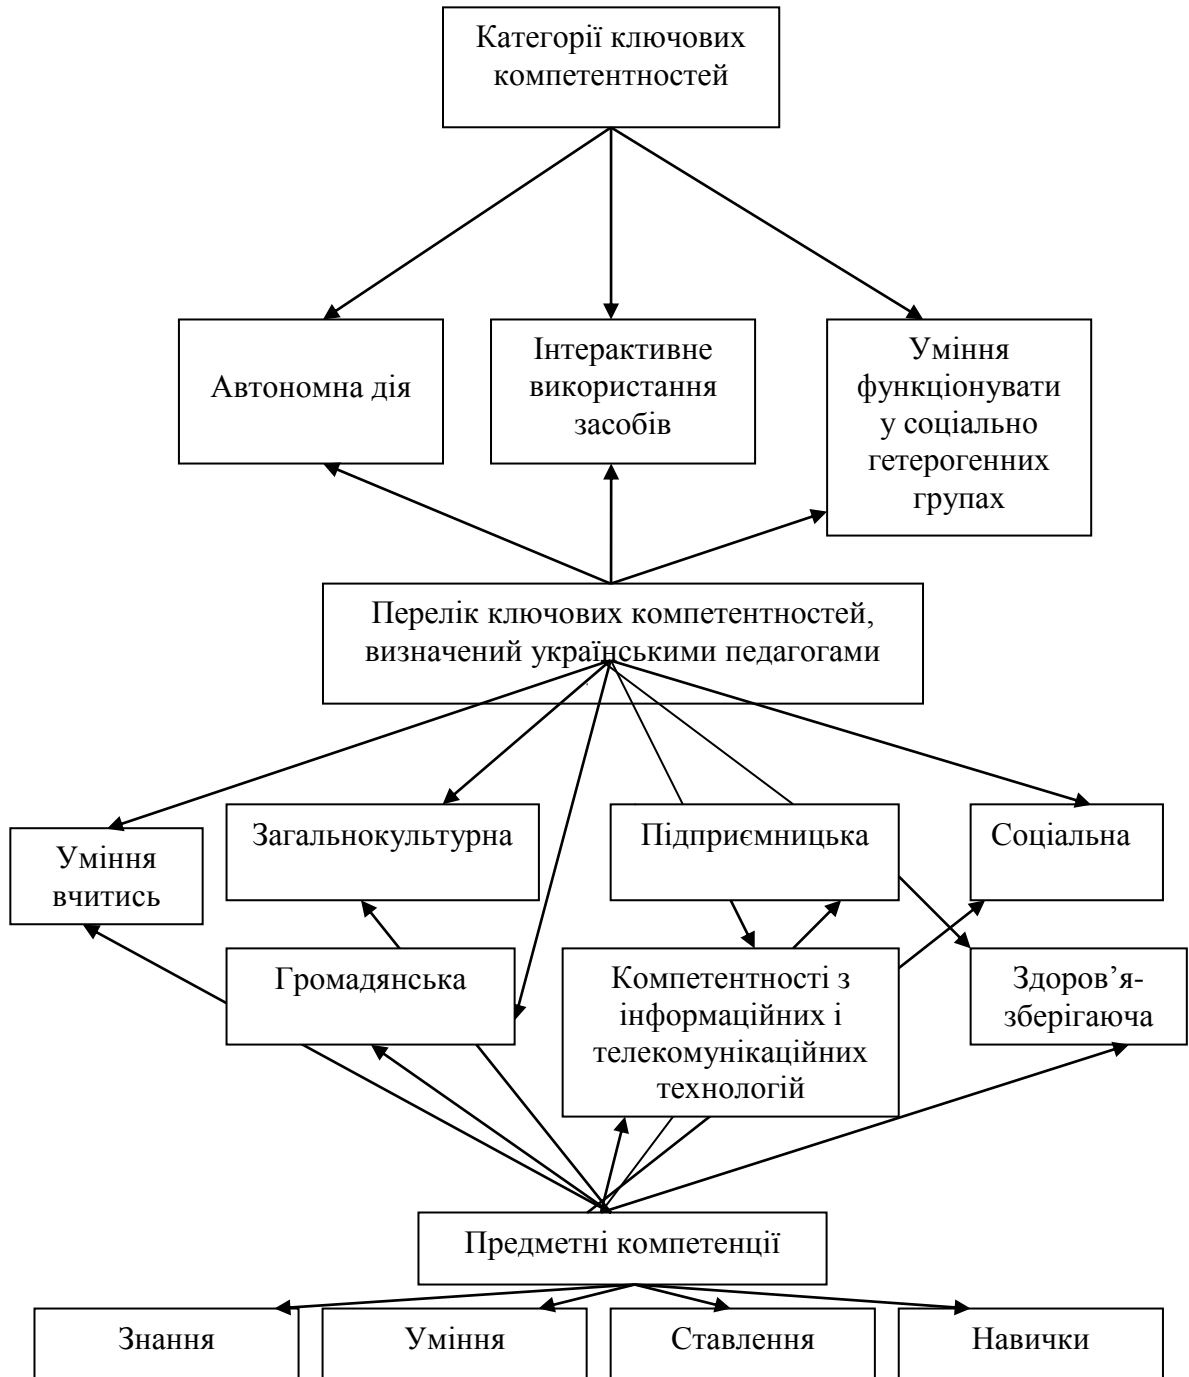 Категорії ключових
компетентностей
Автономна дія
Інтерактивне
використання
засобів
Уміння
функціонувати
у соціально
гетерогенних
групах
Перелік ключових компетентностей,
визначений українськими педагогами
Уміння
вчитись
Загальнокультурна
Підприємницька
Соціальна
Громадянська
Компетентності з
інформаційних і
телекомунікаційних
технологій
Здоров’я-
зберігаюча
Предметні компетенції
Знання
Уміння
Ставлення
Навички